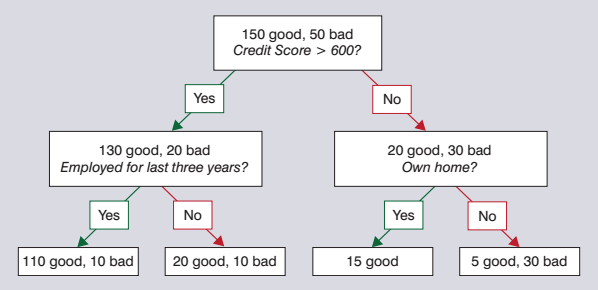 150 good, 50 bad
Credit Score > 600?
Yes
No
130 good, 20 bad
Employed for last three years?
20 good, 30 bad
Own home?
Yes
No
Yes
No
110 good, 10 bad
20 good, 10 bad
15 good
5 good, 30 bad